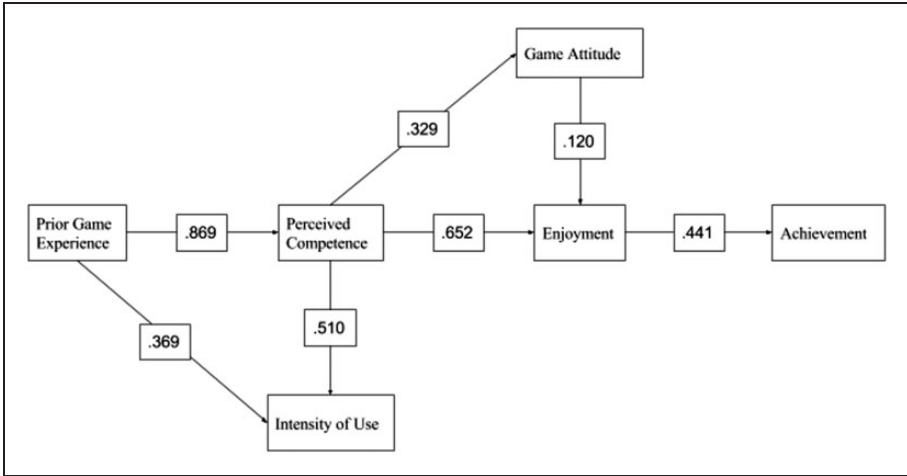 Game Attitude
.329
.120
Prior Game
Experience
.869
Perceived
Competence
.652
Enjoyment
.441
Achievement
.369
.510
Intensity of Use